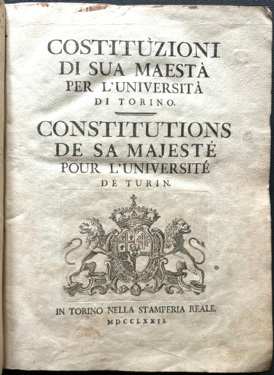 COSTITUZIONI
DI SUA MAESTÀ
PER L'UNIVERSITÀ
DI TORINO.
CONSTITUTIONS
DE SA MAJESTÉ
POUR L'UNIVERSITÉ
DE TURIN.
IN TORINO NELLA STAMPERIA REALE.
MDCCLXXII.